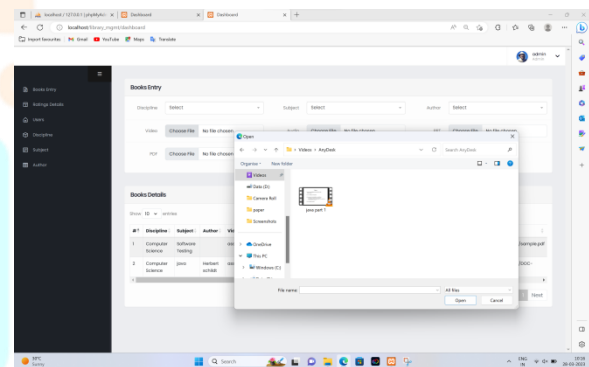 localhost / 127.0.0.1 | phpMyAd
Dashboard
Dashboard
localhost/library_mgmt/dashboard
Import favourites
Gmail
YouTube
Maps
Translate
admin
Admin
Books Entry
Ratings Details
Users
Discipline
Subject
Author
Books Entry
Discipline
Select
Subject
Select
Author
Select
Video
Choose File
No file chosen
Choose File
No file chosen
PPT
Choose File
No file chosen
PDF
Choose File
No file chosen
Books Details
Show 10 entries
# Discipline Subject Author
1 Computer Science Software Testing
2 Computer Science java Herbert schildt
Next
Open
Videos > AnyDesk
Search AnyDesk
Organise
New folder
Videos
Data (D:)
Camera Roll
paper
Screenshots
OneDrive
This PC
Windows (C:)
java part 1
File name:
All files
Open
Cancel
Sunny
Search
ENG
IN